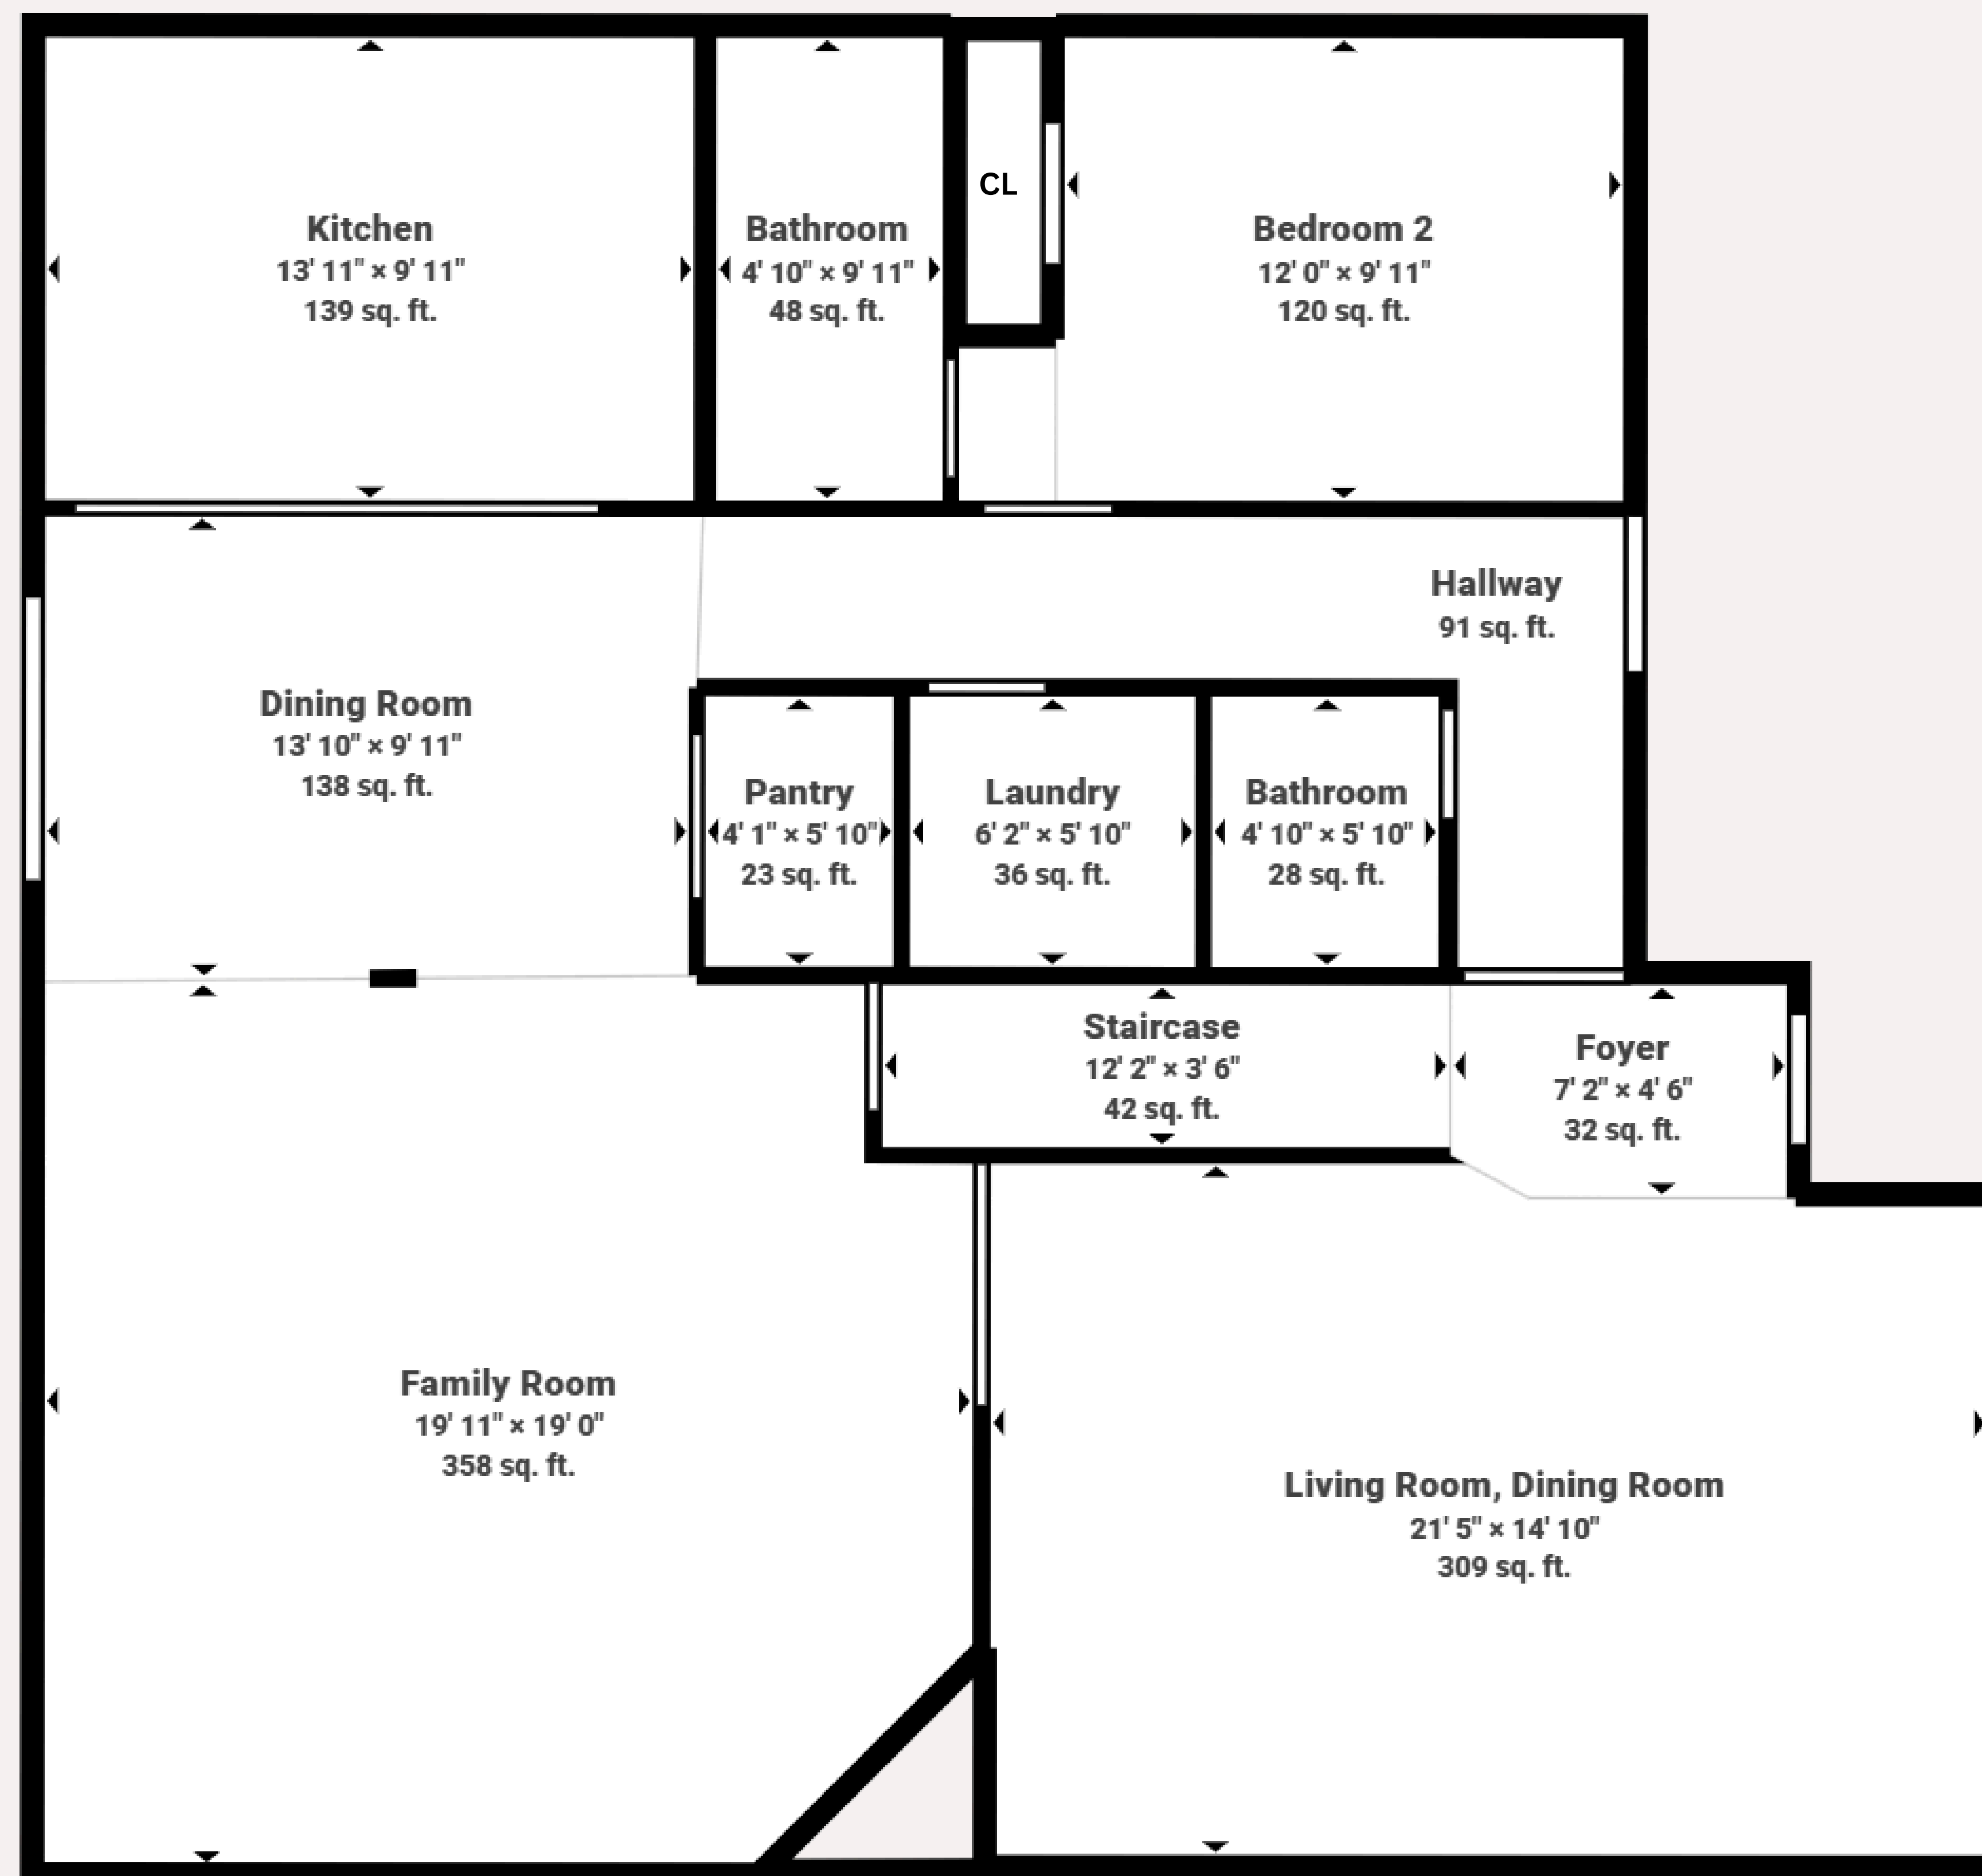 CL
Kitchen
13' 11" × 9' 11"
139 sq. ft.
Bathroom
4' 10" × 9' 11"
48 sq. ft.
Bedroom 2
12' 0" × 9' 11"
120 sq. ft.
Hallway
91 sq. ft.
Dining Room
13' 10" × 9' 11"
138 sq. ft.
Pantry
4' 1" × 5' 10"
23 sq. ft.
Laundry
6' 2" × 5' 10"
36 sq. ft.
Bathroom
4' 10" × 5' 10"
28 sq. ft.
Staircase
12' 2" × 3' 6"
42 sq. ft.
Foyer
7' 2" × 4' 6"
32 sq. ft.
Family Room
19' 11" × 19' 0"
358 sq. ft.
Living Room, Dining Room
21' 5" × 14' 10"
309 sq. ft.